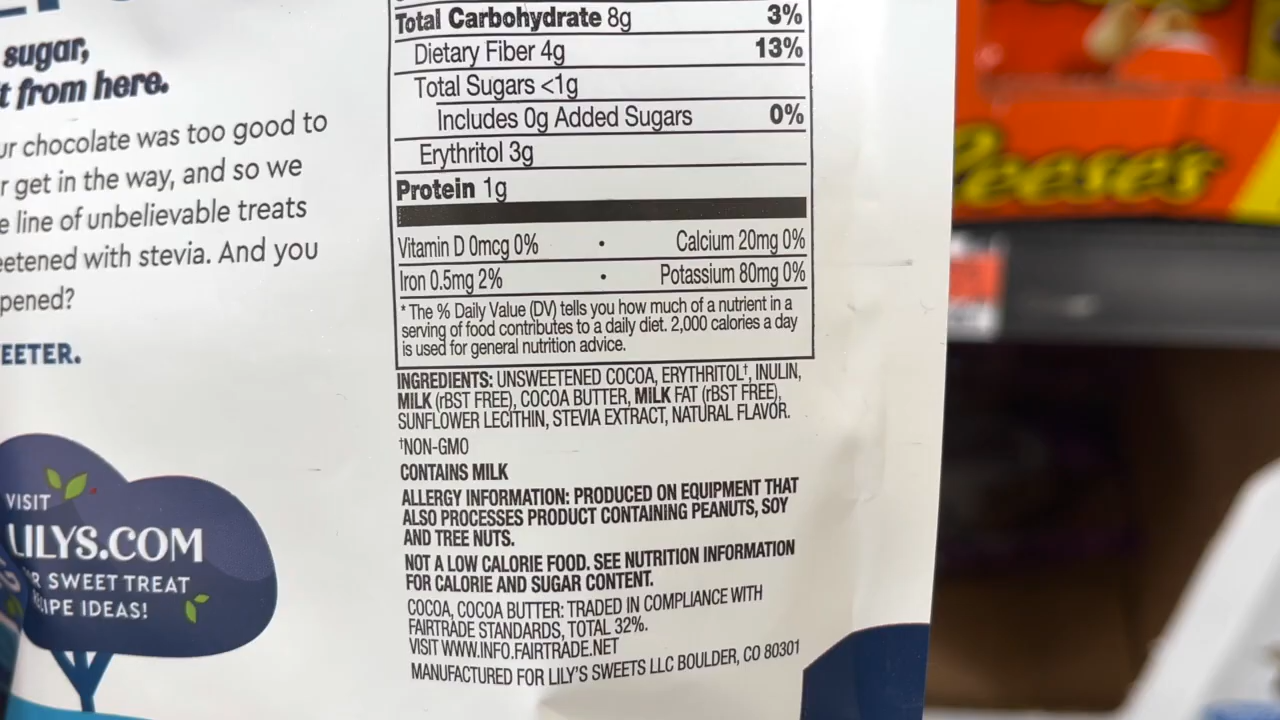 sugar,
from here.
chocolate was too good to
get in the way, and so we
line of unbelievable treats
with stevia. And you
Total Carbohydrate 8g 3%
Dietary Fiber 4g 13%
Total Sugars <1g
Includes 0g Added Sugars 0%
Erythritol 3g
Protein 1g
Vitamin D 0mcg 0% • Calcium 20mg 0%
Iron 0.5mg 2% • Potassium 80mg 0%
* The % Daily Value (DV) tells you how much of a nutrient in a
serving of food contributes to a daily diet. 2,000 calories a day
is used for general nutrition advice.
INGREDIENTS: UNSWEETENED COCOA, ERYTHRITOL†, INULIN,
MILK (rBST FREE), COCOA BUTTER, MILK FAT (rBST FREE),
SUNFLOWER LECITHIN, STEVIA EXTRACT, NATURAL FLAVOR.
†NON-GMO
CONTAINS MILK
ALLERGY INFORMATION: PRODUCED ON EQUIPMENT THAT
ALSO PROCESSES PRODUCT CONTAINING PEANUTS, SOY
AND TREE NUTS.
NOT A LOW CALORIE FOOD. SEE NUTRITION INFORMATION
FOR CALORIE AND SUGAR CONTENT.
COCOA, COCOA BUTTER: TRADED IN COMPLIANCE WITH
FAIRTRADE STANDARDS, TOTAL 32%.
VISIT WWW.INFO.FAIRTRADE.NET
MANUFACTURED FOR LILY'S SWEETS LLC BOULDER, CO 80301
VISIT
LILYS.COM
SWEET TREAT
IDEAS!
Reese's